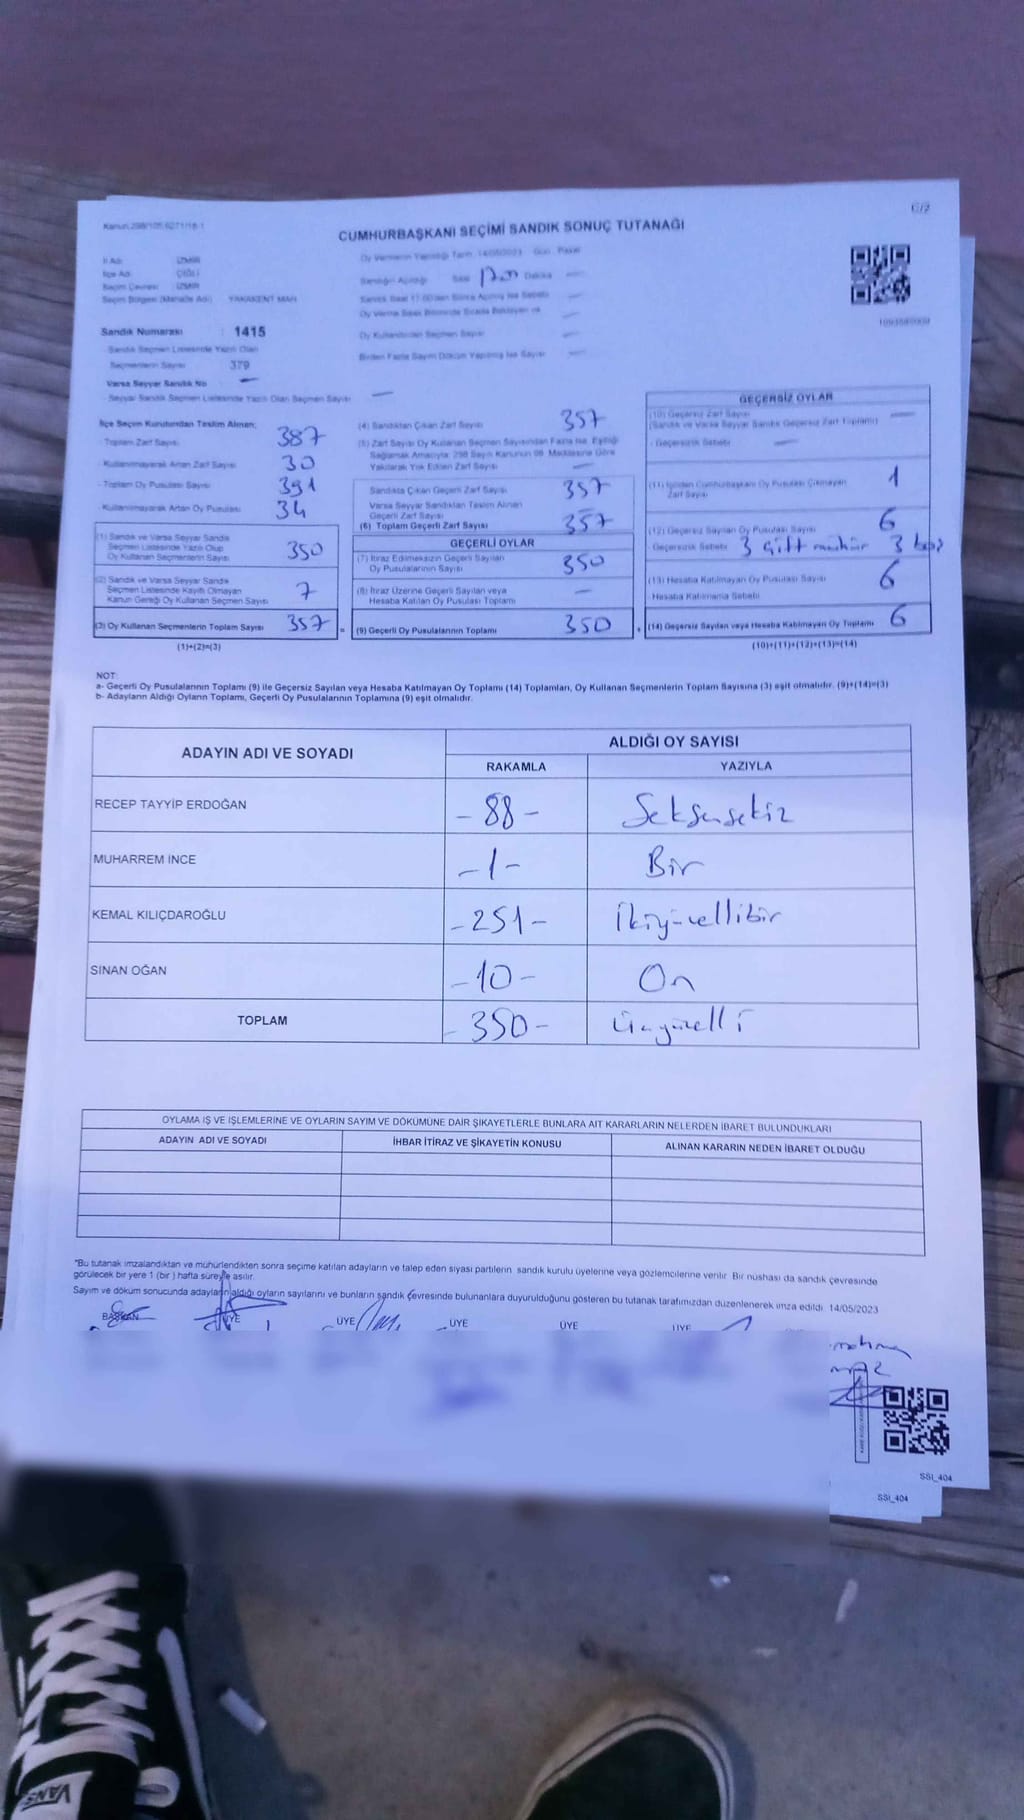 C/2
Kanun:298/105 6271/16-1
CUMHURBAŞKANI SEÇİMİ SANDIK SONUÇ TUTANAĞI
İl Adı : İZMİR
İlçe Adı : ÇİĞLİ
Seçim Çevresi : İZMİR
Seçim Bölgesi (Mahalle Adı) : YAKAKENT MAH
Sandık Numarası : 1415
Sandık Seçmen Listesinde Yazılı Olan
Seçmenlerin Sayısı : 379
Varsa Seyyar Sandık No —
Seyyar Sandık Seçmen Listesinde Yazılı Olan Seçmen Sayısı —
Oy Vermenin Yapıldığı Tarih: 14/05/2023 Gün: Pazar
Sandığın Açıldığı Saat 17.00 Dakika —
Sandık Saat 17.00'den Sonra Açılmış İse Sebebi —
Oy Verme Saati Bitiminde Sırada Bekleyen ve
Oy Kullandırılan Seçmen Sayısı —
Birden Fazla Sayım Döküm Yapılmış İse Sayısı —
İlçe Seçim Kurulundan Teslim Alınan;
- Toplam Zarf Sayısı 387
- Kullanılmayarak Artan Zarf Sayısı 30
- Toplam Oy Pusulası Sayısı 391
- Kullanılmayarak Artan Oy Pusulası 34
(1) Sandık ve Varsa Seyyar Sandık
Seçmen Listesinde Yazılı Olup
Oy Kullanan Seçmenlerin Sayısı 350
(2) Sandık ve Varsa Seyyar Sandık
Seçmen Listesinde Kayıtlı Olmayan
Kanun Gereği Oy Kullanan Seçmen Sayısı 7
(3) Oy Kullanan Seçmenlerin Toplam Sayısı 357 =
(1)+(2)=(3)
(4) Sandıktan Çıkan Zarf Sayısı 357
(5) Zarf Sayısı Oy Kullanan Seçmen Sayısından Fazla İse, Eşitliği
Sağlamak Amacıyla 298 Sayılı Kanunun 98. Maddesine Göre
Yakılarak Yok Edilen Zarf Sayısı —
Sandıkta Çıkan Geçerli Zarf Sayısı 357
Varsa Seyyar Sandıktan Teslim Alınan
Geçerli Zarf Sayısı —
(6) Toplam Geçerli Zarf Sayısı 357
GEÇERLİ OYLAR
(7) İtiraz Edilmeksizin Geçerli Sayılan
Oy Pusulalarının Sayısı 350
(8) İtiraz Üzerine Geçerli Sayılan veya
Hesaba Katılan Oy Pusulası Toplamı —
(9) Geçerli Oy Pusulalarının Toplamı 350 +
GEÇERSİZ OYLAR
(10) Geçersiz Zarf Sayısı
(Sandık ve Varsa Seyyar Sandık Geçersiz Zarf Toplamı) —
- Geçersizlik Sebebi —
(11) İçinden Cumhurbaşkanı Oy Pusulası Çıkmayan
Zarf Sayısı 1
(12) Geçersiz Sayılan Oy Pusulası Sayısı 6
Geçersizlik Sebebi 3 çift mühür 3 boş
(13) Hesaba Katılmayan Oy Pusulası Sayısı 6
Hesaba Katılmama Sebebi
(14) Geçersiz Sayılan veya Hesaba Katılmayan Oy Toplamı 6
(10)+(11)+(12)+(13)=(14)
NOT:
a- Geçerli Oy Pusulalarının Toplamı (9) ile Geçersiz Sayılan veya Hesaba Katılmayan Oy Toplamı (14) Toplamları, Oy Kullanan Seçmenlerin Toplam Sayısına (3) eşit olmalıdır. (9)+(14)=(3)
b- Adayların Aldığı Oyların Toplamı, Geçerli Oy Pusulalarının Toplamına (9) eşit olmalıdır.
ADAYIN ADI VE SOYADI ALDIĞI OY SAYISI
RAKAMLA YAZIYLA
RECEP TAYYİP ERDOĞAN -88- Seksensekiz
MUHARREM İNCE -1- Bir
KEMAL KILIÇDAROĞLU -251- İkiyüzellibir
SİNAN OĞAN -10- On
TOPLAM -350- Üçyüzelli
OYLAMA İŞ VE İŞLEMLERİNE VE OYLARIN SAYIM VE DÖKÜMÜNE DAİR ŞİKAYETLERLE BUNLARA AİT KARARLARIN NELERDEN İBARET BULUNDUKLARI
ADAYIN ADI VE SOYADI İHBAR İTİRAZ VE ŞİKAYETİN KONUSU ALINAN KARARIN NEDEN İBARET OLDUĞU
*Bu tutanak imzalandıktan ve mühürlendikten sonra seçime katılan adayların ve talep eden siyasi partilerin sandık kurulu üyelerine veya gözlemcilerine verilir. Bir nüshası da sandık çevresinde
görülecek bir yere 1 (bir ) hafta süreyle asılır.
Sayım ve döküm sonucunda adayların aldığı oyların sayılarını ve bunların sandık çevresinde bulunanlara duyurulduğunu gösteren bu tutanak tarafımızdan düzenlenerek imza edildi. 14/05/2023
BAŞKAN ÜYE ÜYE ÜYE ÜYE ÜYE
SSI_404
SSI_404
VANS